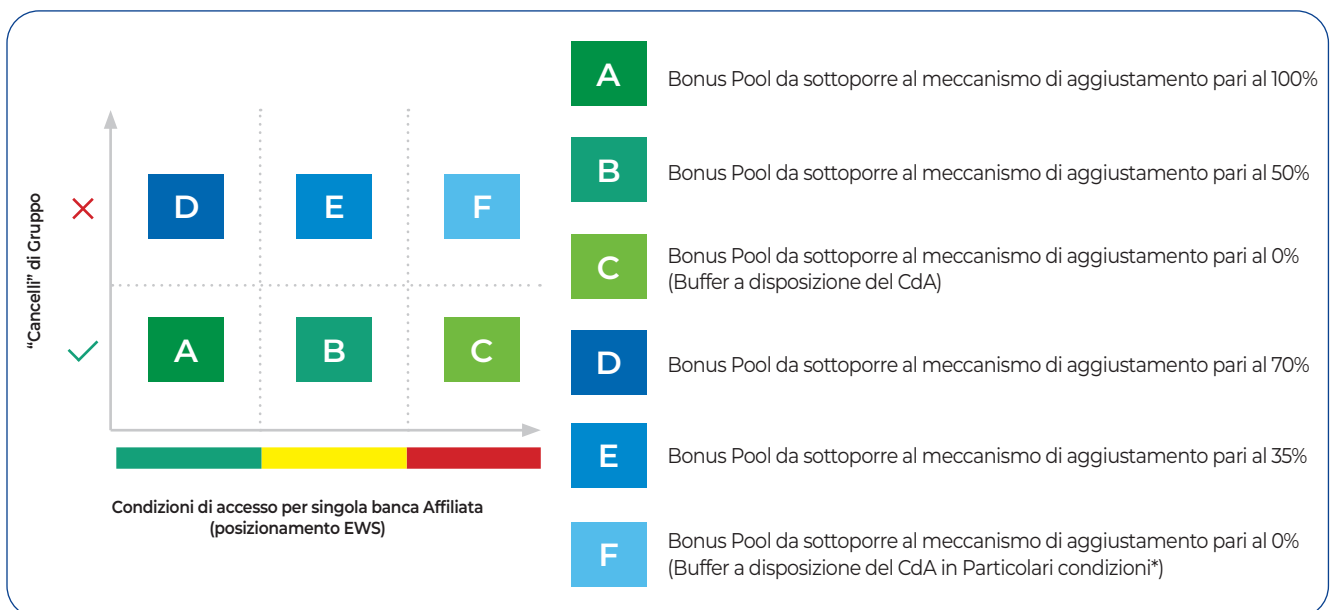 "Cancelli" di Gruppo
D
E
F
A
B
C
Condizioni di accesso per singola banca Affiliata
(posizionamento EWS)
A
Bonus Pool da sottoporre al meccanismo di aggiustamento pari al 100%
B
Bonus Pool da sottoporre al meccanismo di aggiustamento pari al 50%
C
Bonus Pool da sottoporre al meccanismo di aggiustamento pari al 0%
(Buffer a disposizione del CdA)
D
Bonus Pool da sottoporre al meccanismo di aggiustamento pari al 70%
E
Bonus Pool da sottoporre al meccanismo di aggiustamento pari al 35%
F
Bonus Pool da sottoporre al meccanismo di aggiustamento pari al 0%
(Buffer a disposizione del CdA in Particolari condizioni*)